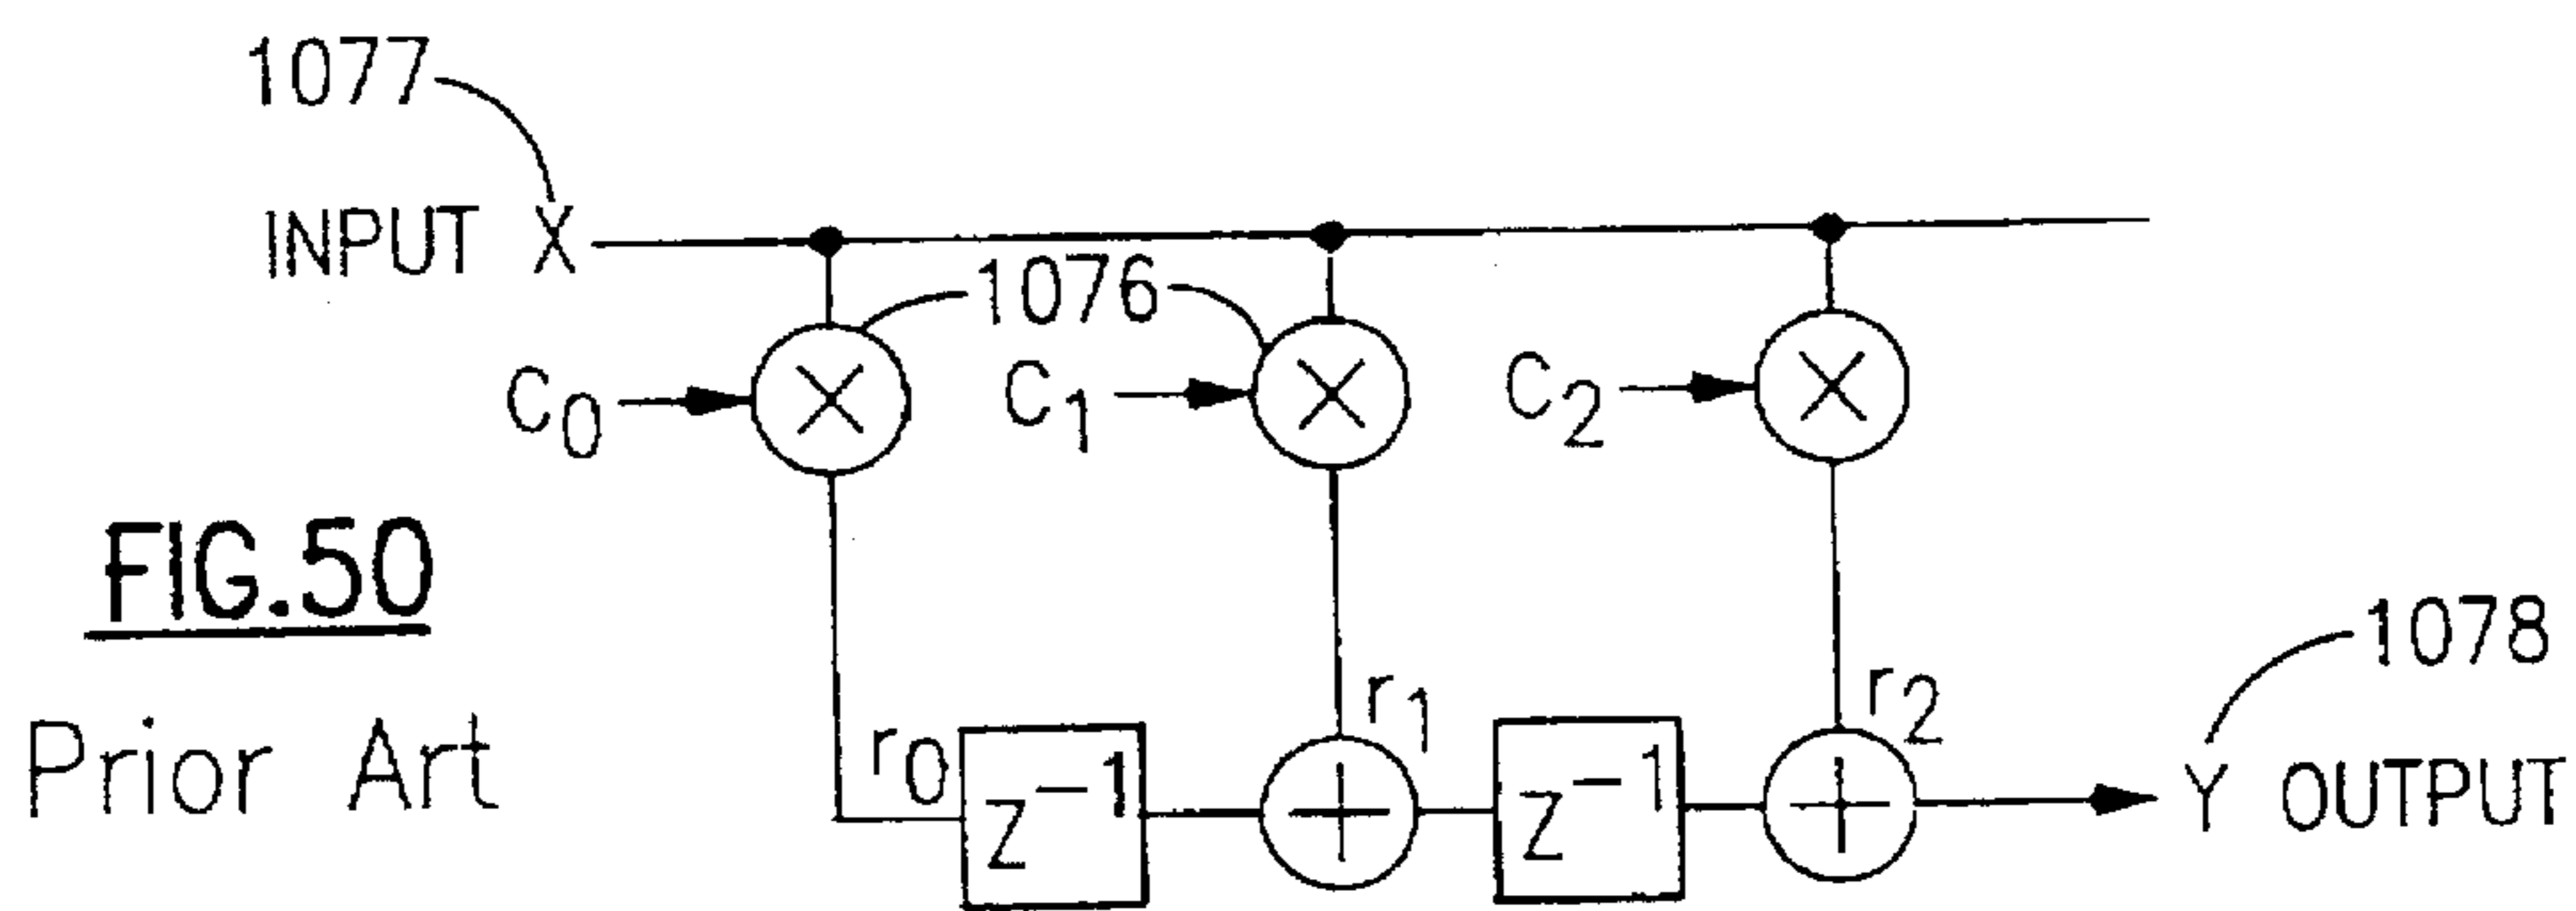 1077
INPUT X
1076
C0
C1
C2
FIG.50
Prior Art
r0
z−1
r1
z−1
r2
1078
Y OUTPUT